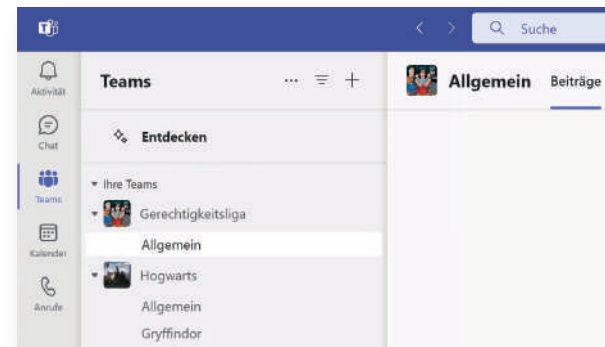 Suche
Aktivität
Chat
Teams
Kalender
Anrufe
Teams
Entdecken
Ihre Teams
Gerechtigkeitsliga
Allgemein
Hogwarts
Allgemein
Gryffindor
Allgemein Beiträge